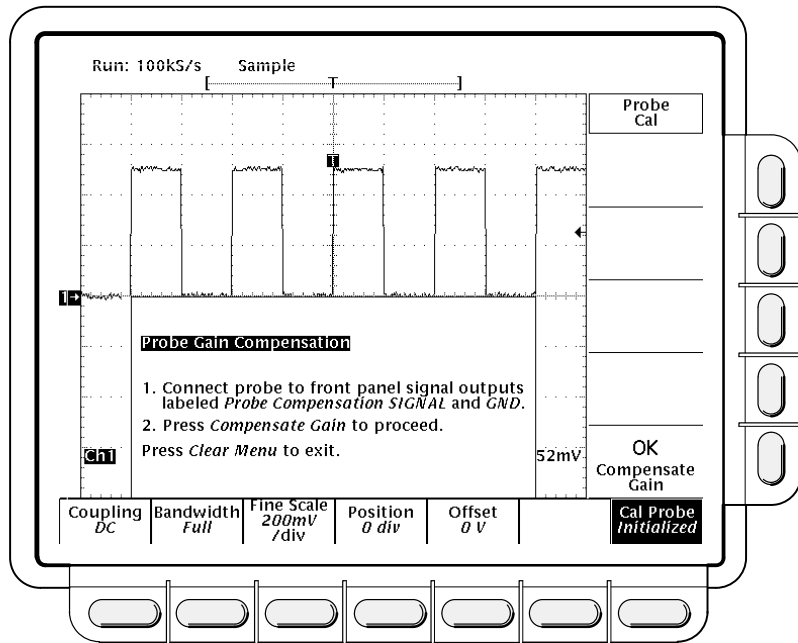 Run: 100kS/s Sample
T
Probe
Cal
T
1
Probe Gain Compensation
1. Connect probe to front panel signal outputs
labeled Probe Compensation SIGNAL and GND.
2. Press Compensate Gain to proceed.
Press Clear Menu to exit.
Ch1
52mV
OK
Compensate
Gain
Coupling
DC
Bandwidth
Full
Fine Scale
200mV
/div
Position
0 div
Offset
0 V
Cal Probe
Initialized